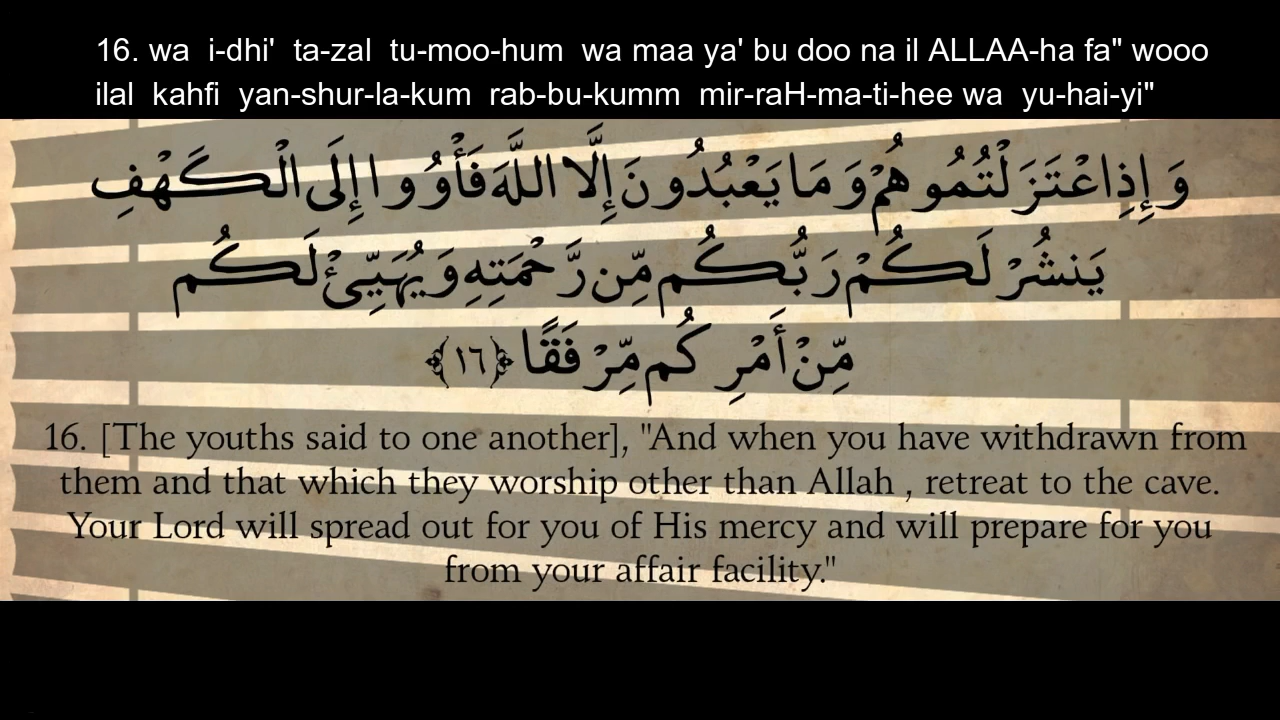 16. wa i-dhi' ta-zal tu-moo-hum wa maa ya' bu doo na il ALLAA-ha fa" wooo
ilal kahfi yan-shur-la-kum rab-bu-kumm mir-raH-ma-ti-hee wa yu-hai-yi"
وَإِذِ اعْتَزَلْتُمُوهُمْ وَمَا يَعْبُدُونَ إِلَّا اللَّهَ فَأْوُوا إِلَى الْكَهْفِ
يَنشُرْ لَكُمْ رَبُّكُم مِّن رَّحْمَتِهِ وَيُهَيِّئْ لَكُم
مِّنْ أَمْرِكُم مِّرْفَقًا ﴿١٦﴾
16. [The youths said to one another], "And when you have withdrawn from
them and that which they worship other than Allah , retreat to the cave.
Your Lord will spread out for you of His mercy and will prepare for you
from your affair facility."